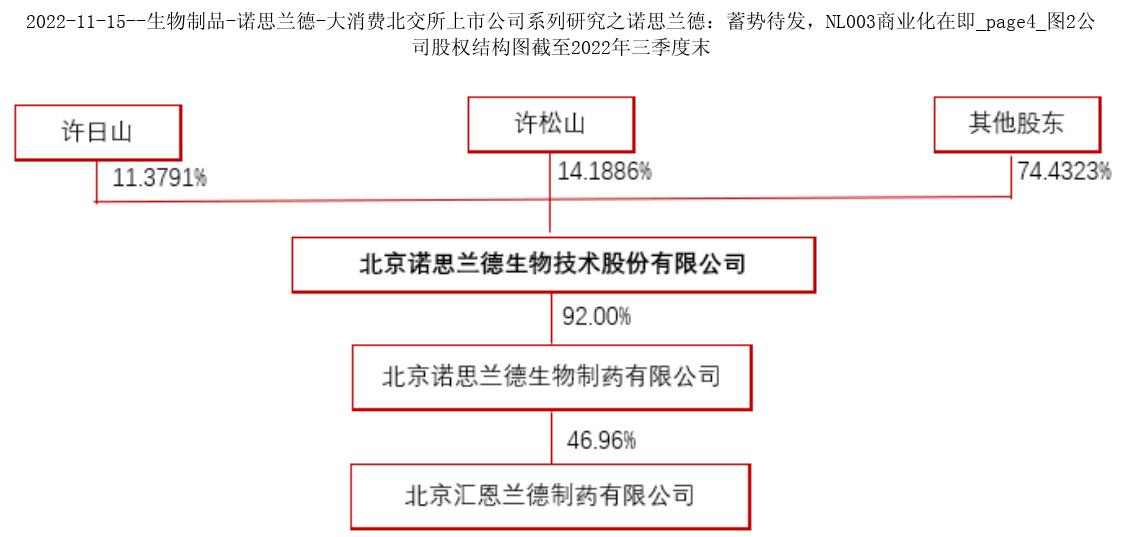 2022-11-15--生物制品-诺思兰德-大消费北交所上市公司系列研究之诺思兰德：蓄势待发，NL003商业化在即_page4_图2公
司股权结构图截至2022年三季度末
许日山
许松山
其他股东
11.3791%
14.1886%
74.4323%
北京诺思兰德生物技术股份有限公司
92.00%
北京诺思兰德生物制药有限公司
46.96%
北京汇恩兰德制药有限公司